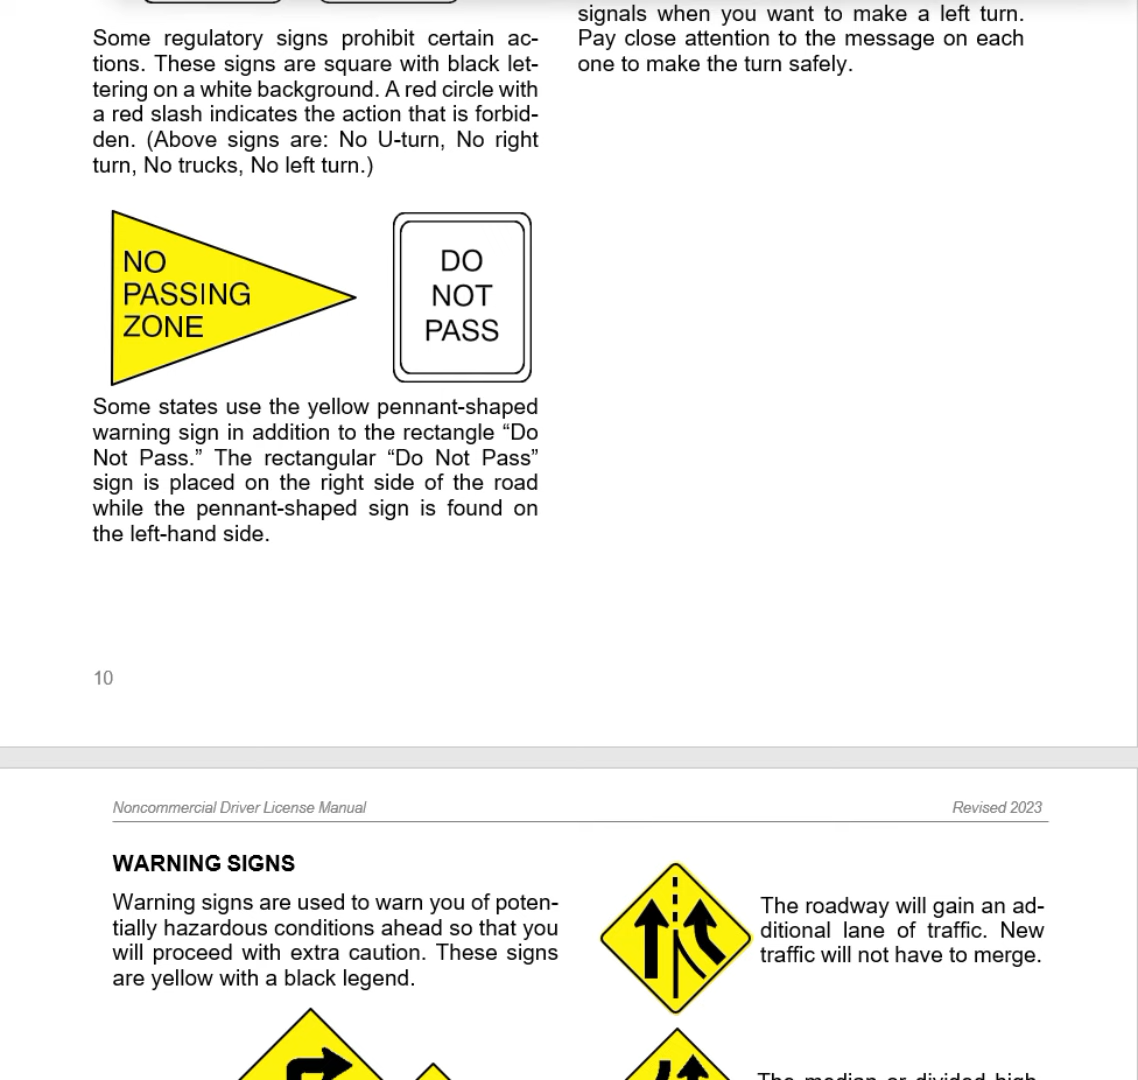 Some regulatory signs prohibit certain ac-
tions. These signs are square with black let-
tering on a white background. A red circle with
a red slash indicates the action that is forbid-
den. (Above signs are: No U-turn, No right
turn, No trucks, No left turn.)
NO
PASSING
ZONE
DO
NOT
PASS
Some states use the yellow pennant-shaped
warning sign in addition to the rectangle “Do
Not Pass.” The rectangular “Do Not Pass”
sign is placed on the right side of the road
while the pennant-shaped sign is found on
the left-hand side.
signals when you want to make a left turn.
Pay close attention to the message on each
one to make the turn safely.
10
Noncommercial Driver License Manual
Revised 2023
WARNING SIGNS
Warning signs are used to warn you of poten-
tially hazardous conditions ahead so that you
will proceed with extra caution. These signs
are yellow with a black legend.
The roadway will gain an ad-
ditional lane of traffic. New
traffic will not have to merge.
The median or divided high-